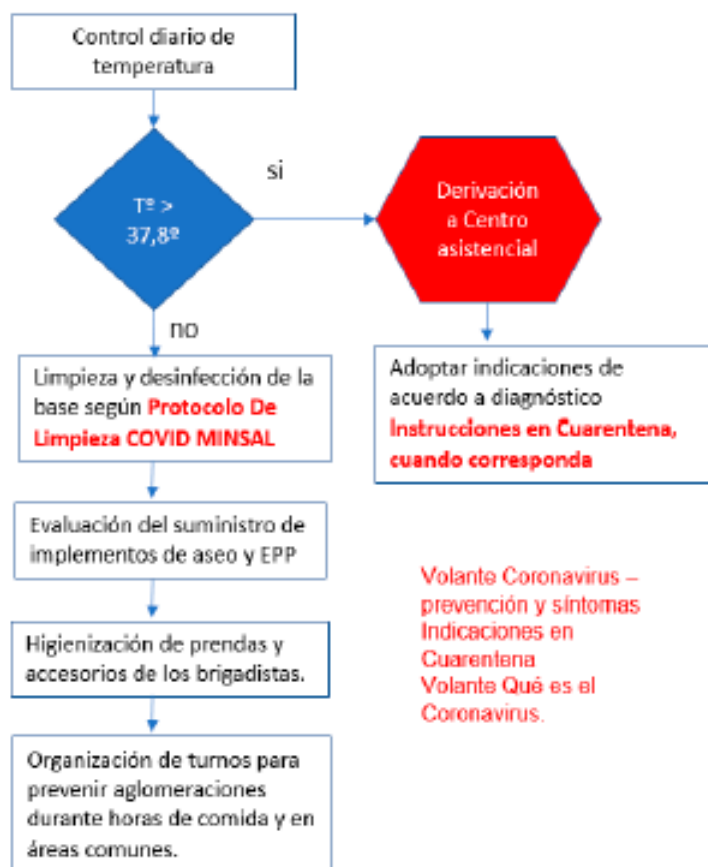 Control diario de
temperatura
Tº >
37,8º
si
Derivación
a Centro
asistencial
no
Limpieza y desinfección de la
base según Protocolo De
Limpieza COVID MINSAL
Adoptar indicaciones de
acuerdo a diagnóstico
Instrucciones en Cuarentena,
cuando corresponda
Evaluación del suministro de
implementos de aseo y EPP
Higienización de prendas y
accesorios de los brigadistas.
Organización de turnos para
prevenir aglomeraciones
durante horas de comida y en
áreas comunes.
Volante Coronavirus –
prevención y síntomas
Indicaciones en
Cuarentena
Volante Qué es el
Coronavirus.